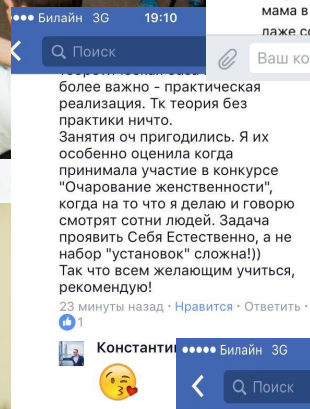 Билайн 3G 19:10
Поиск
мама в
Ваш ко
более важно - практическая
реализация. Тк теория без
практики ничто.
Занятия оч пригодились. Я их
особенно оценила когда
принимала участие в конкурсе
"Очарование женственности",
когда на то что я делаю и говорю
смотрят сотни людей. Задача
проявить Себя Естественно, а не
набор "установок" сложна!))
Так что всем желающим учиться,
рекомендую!
23 минуты назад · Нравится · Ответить ·
1
Константи
Билайн 3G
Поиск